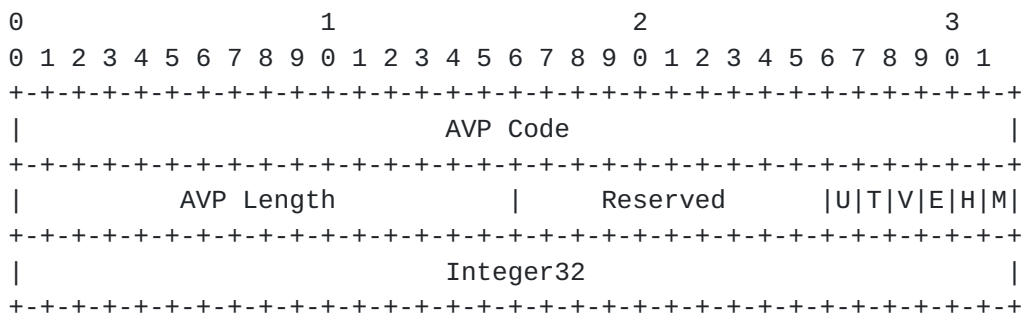 0                   1                   2                   3
0 1 2 3 4 5 6 7 8 9 0 1 2 3 4 5 6 7 8 9 0 1 2 3 4 5 6 7 8 9 0 1
+-+-+-+-+-+-+-+-+-+-+-+-+-+-+-+-+-+-+-+-+-+-+-+-+-+-+-+-+-+-+-+-+
|                           AVP Code                            |
+-+-+-+-+-+-+-+-+-+-+-+-+-+-+-+-+-+-+-+-+-+-+-+-+-+-+-+-+-+-+-+-+
|          AVP Length           |     Reserved      |U|T|V|E|H|M|
+-+-+-+-+-+-+-+-+-+-+-+-+-+-+-+-+-+-+-+-+-+-+-+-+-+-+-+-+-+-+-+-+
|                           Integer32                           |
+-+-+-+-+-+-+-+-+-+-+-+-+-+-+-+-+-+-+-+-+-+-+-+-+-+-+-+-+-+-+-+-+